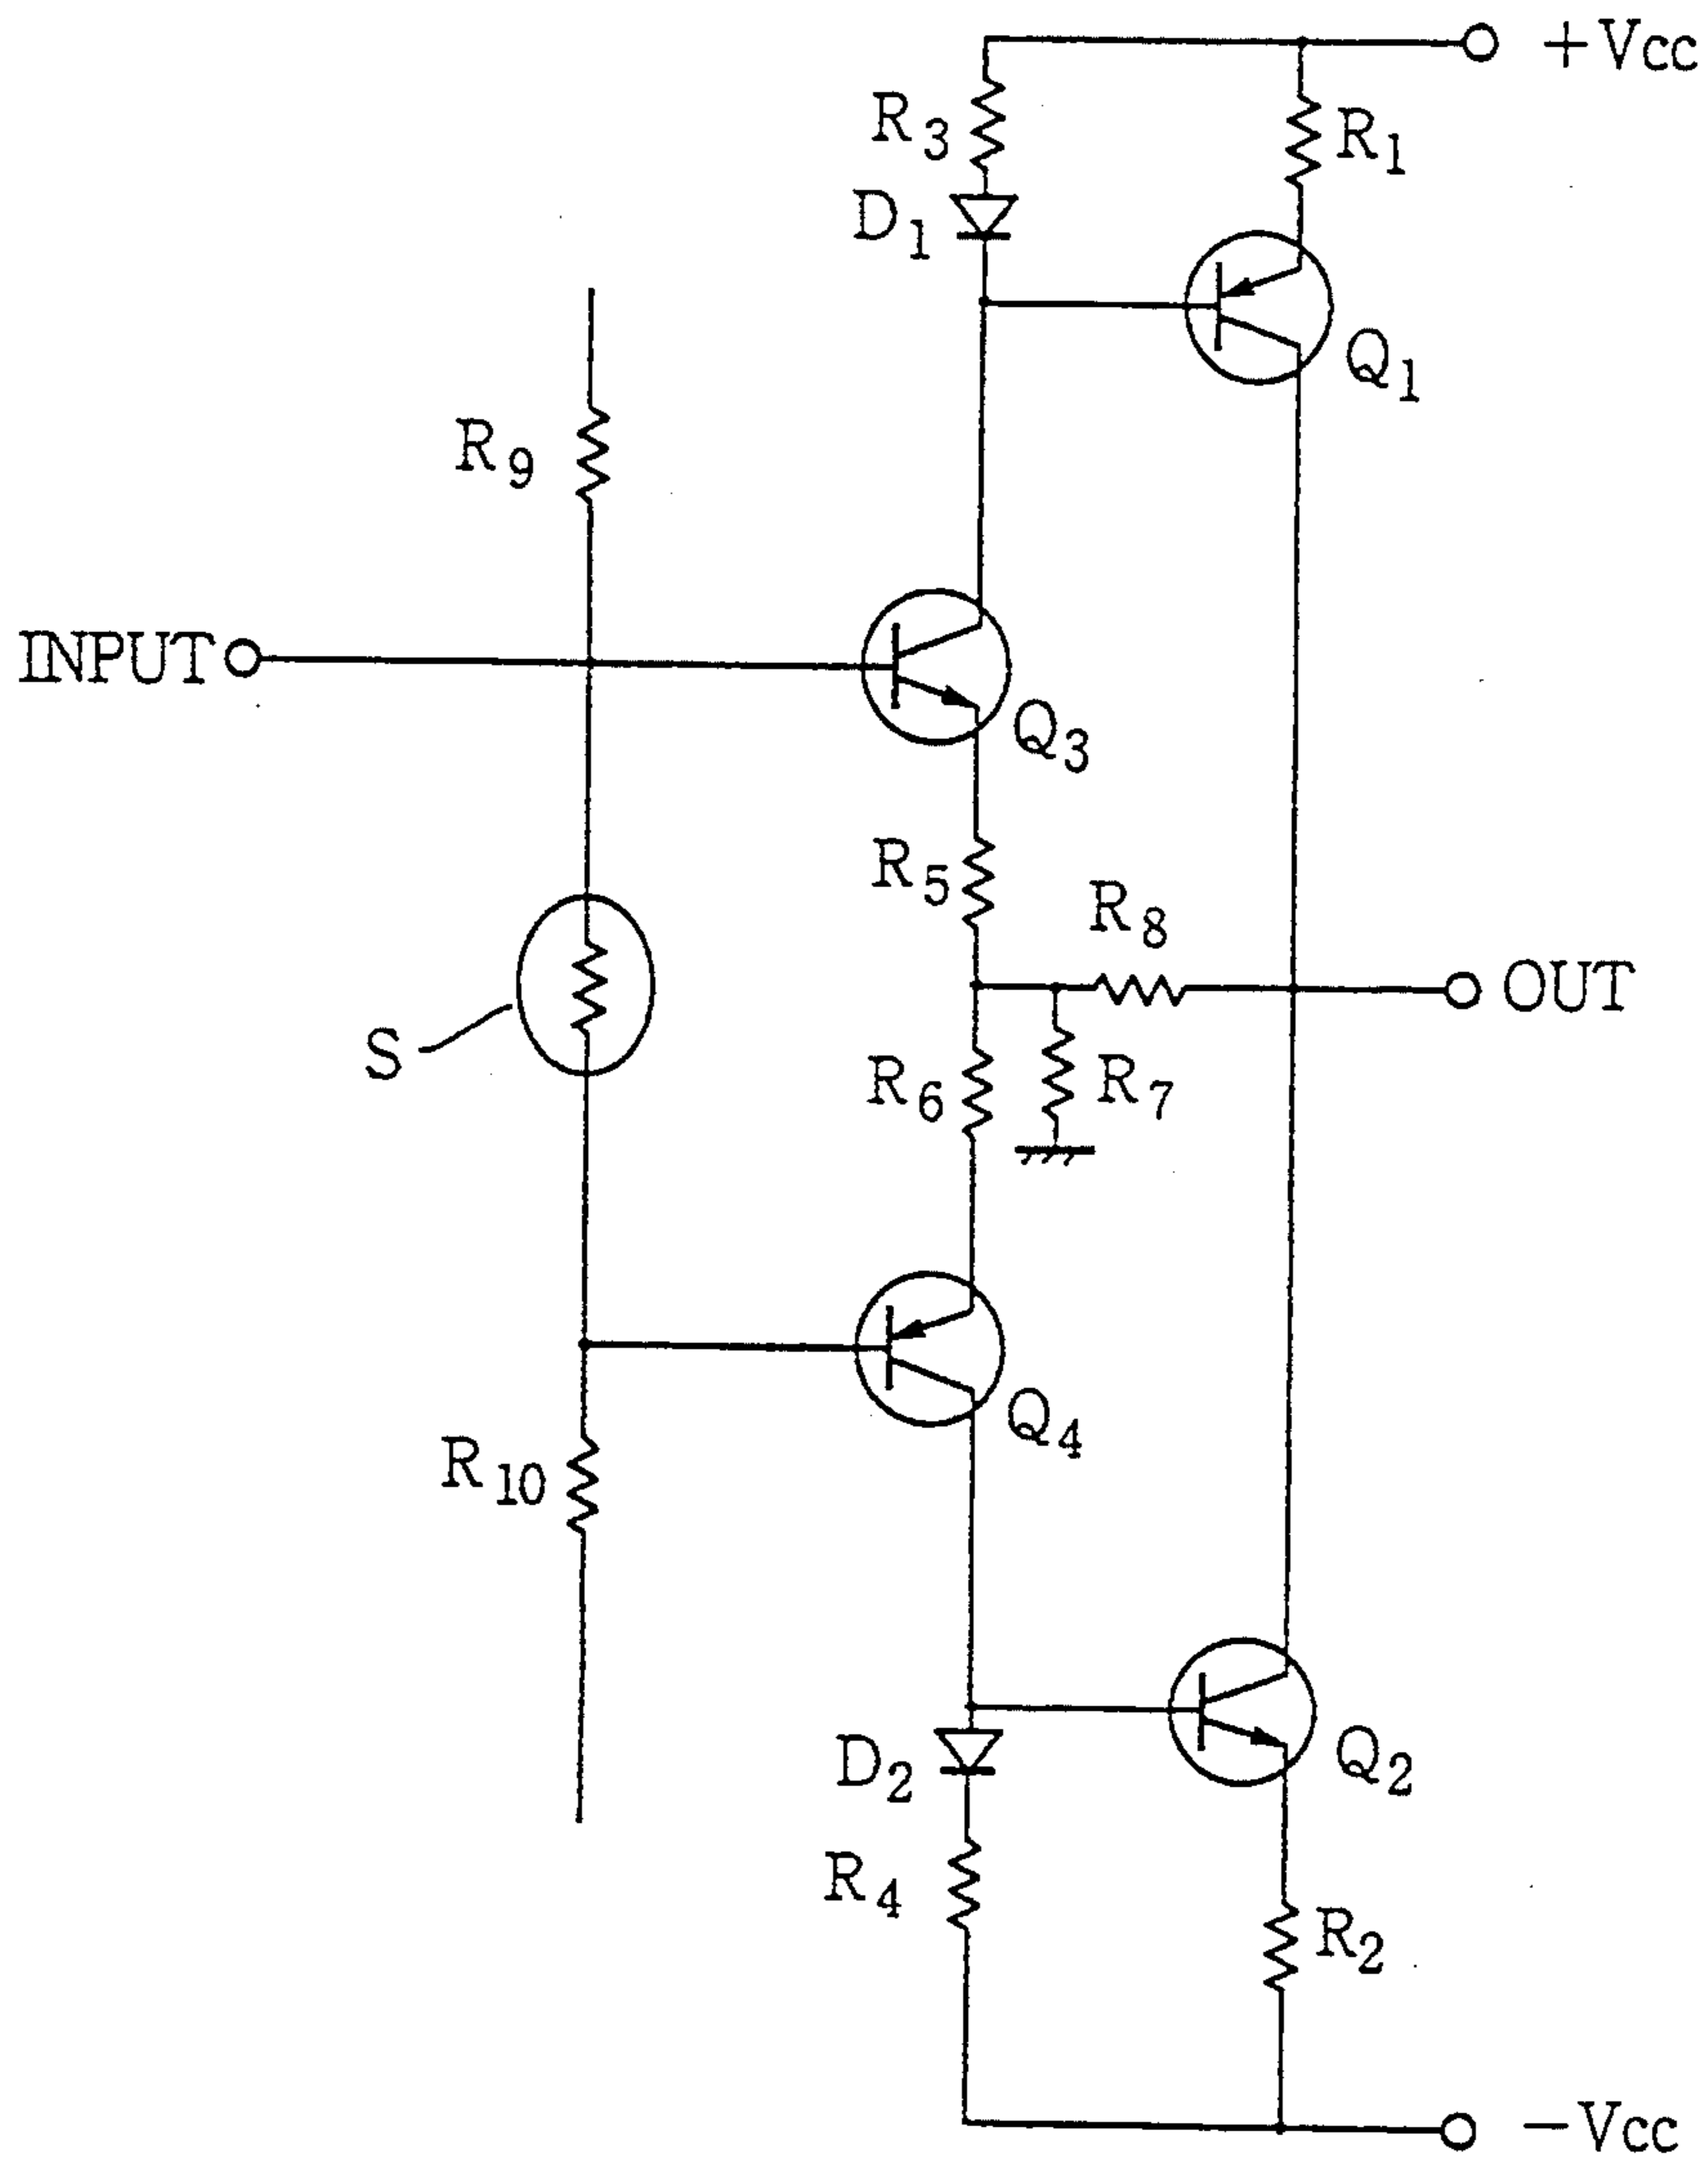 +Vcc
R3
R1
D1
Q1
R9
INPUT
Q3
R5
R8
OUT
S
R6
R7
Q4
R10
D2
Q2
R4
R2
-Vcc